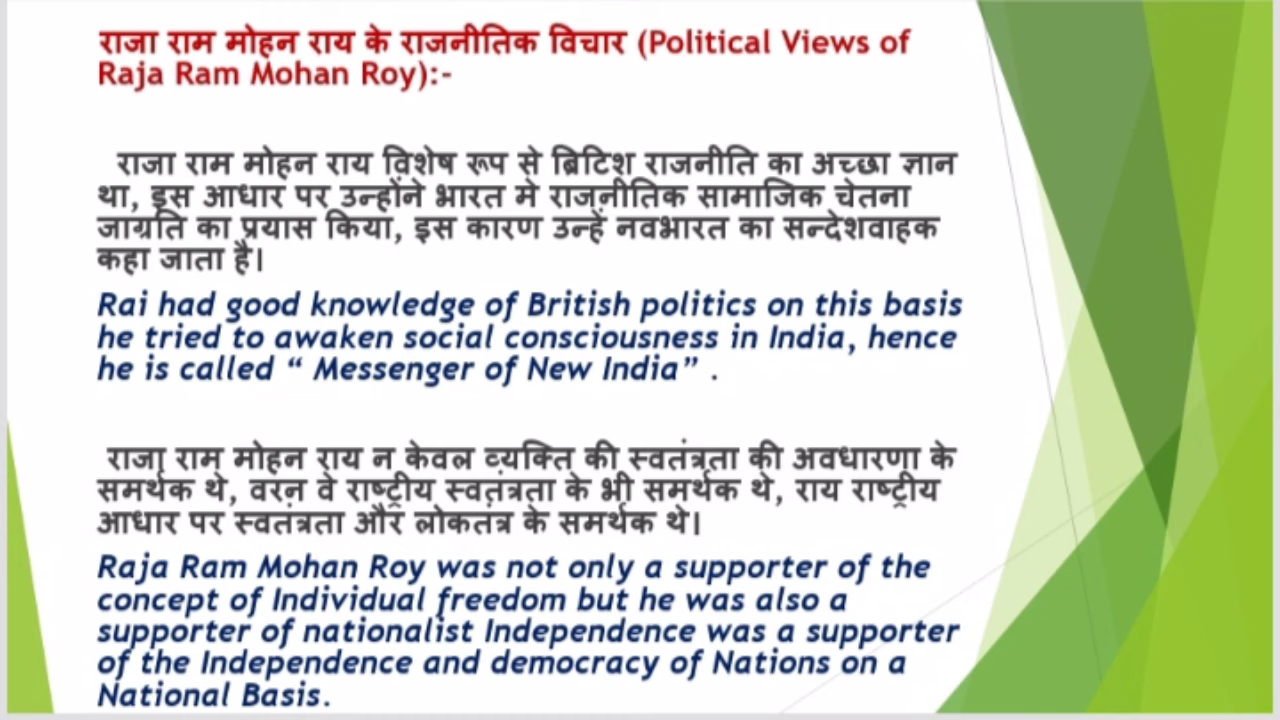 राजा राम मोहन राय के राजनीतिक विचार (Political Views of
Raja Ram Mohan Roy):-
राजा राम मोहन राय विशेष रूप से ब्रिटिश राजनीति का अच्छा ज्ञान
था, इस आधार पर उन्होंने भारत मे राजनीतिक सामाजिक चेतना
जाग्रति का प्रयास किया, इस कारण उन्हें नवभारत का सन्देशवाहक
कहा जाता है।
Rai had good knowledge of British politics on this basis
he tried to awaken social consciousness in India, hence
he is called “ Messenger of New India” .
राजा राम मोहन राय न केवल व्यक्ति की स्वतंत्रता की अवधारणा के
समर्थक थे, वरन वे राष्ट्रीय स्वतंत्रता के भी समर्थक थे, राय राष्ट्रीय
आधार पर स्वतंत्रता और लोकतंत्र के समर्थक थे।
Raja Ram Mohan Roy was not only a supporter of the
concept of Individual freedom but he was also a
supporter of nationalist Independence was a supporter
of the Independence and democracy of Nations on a
National Basis.